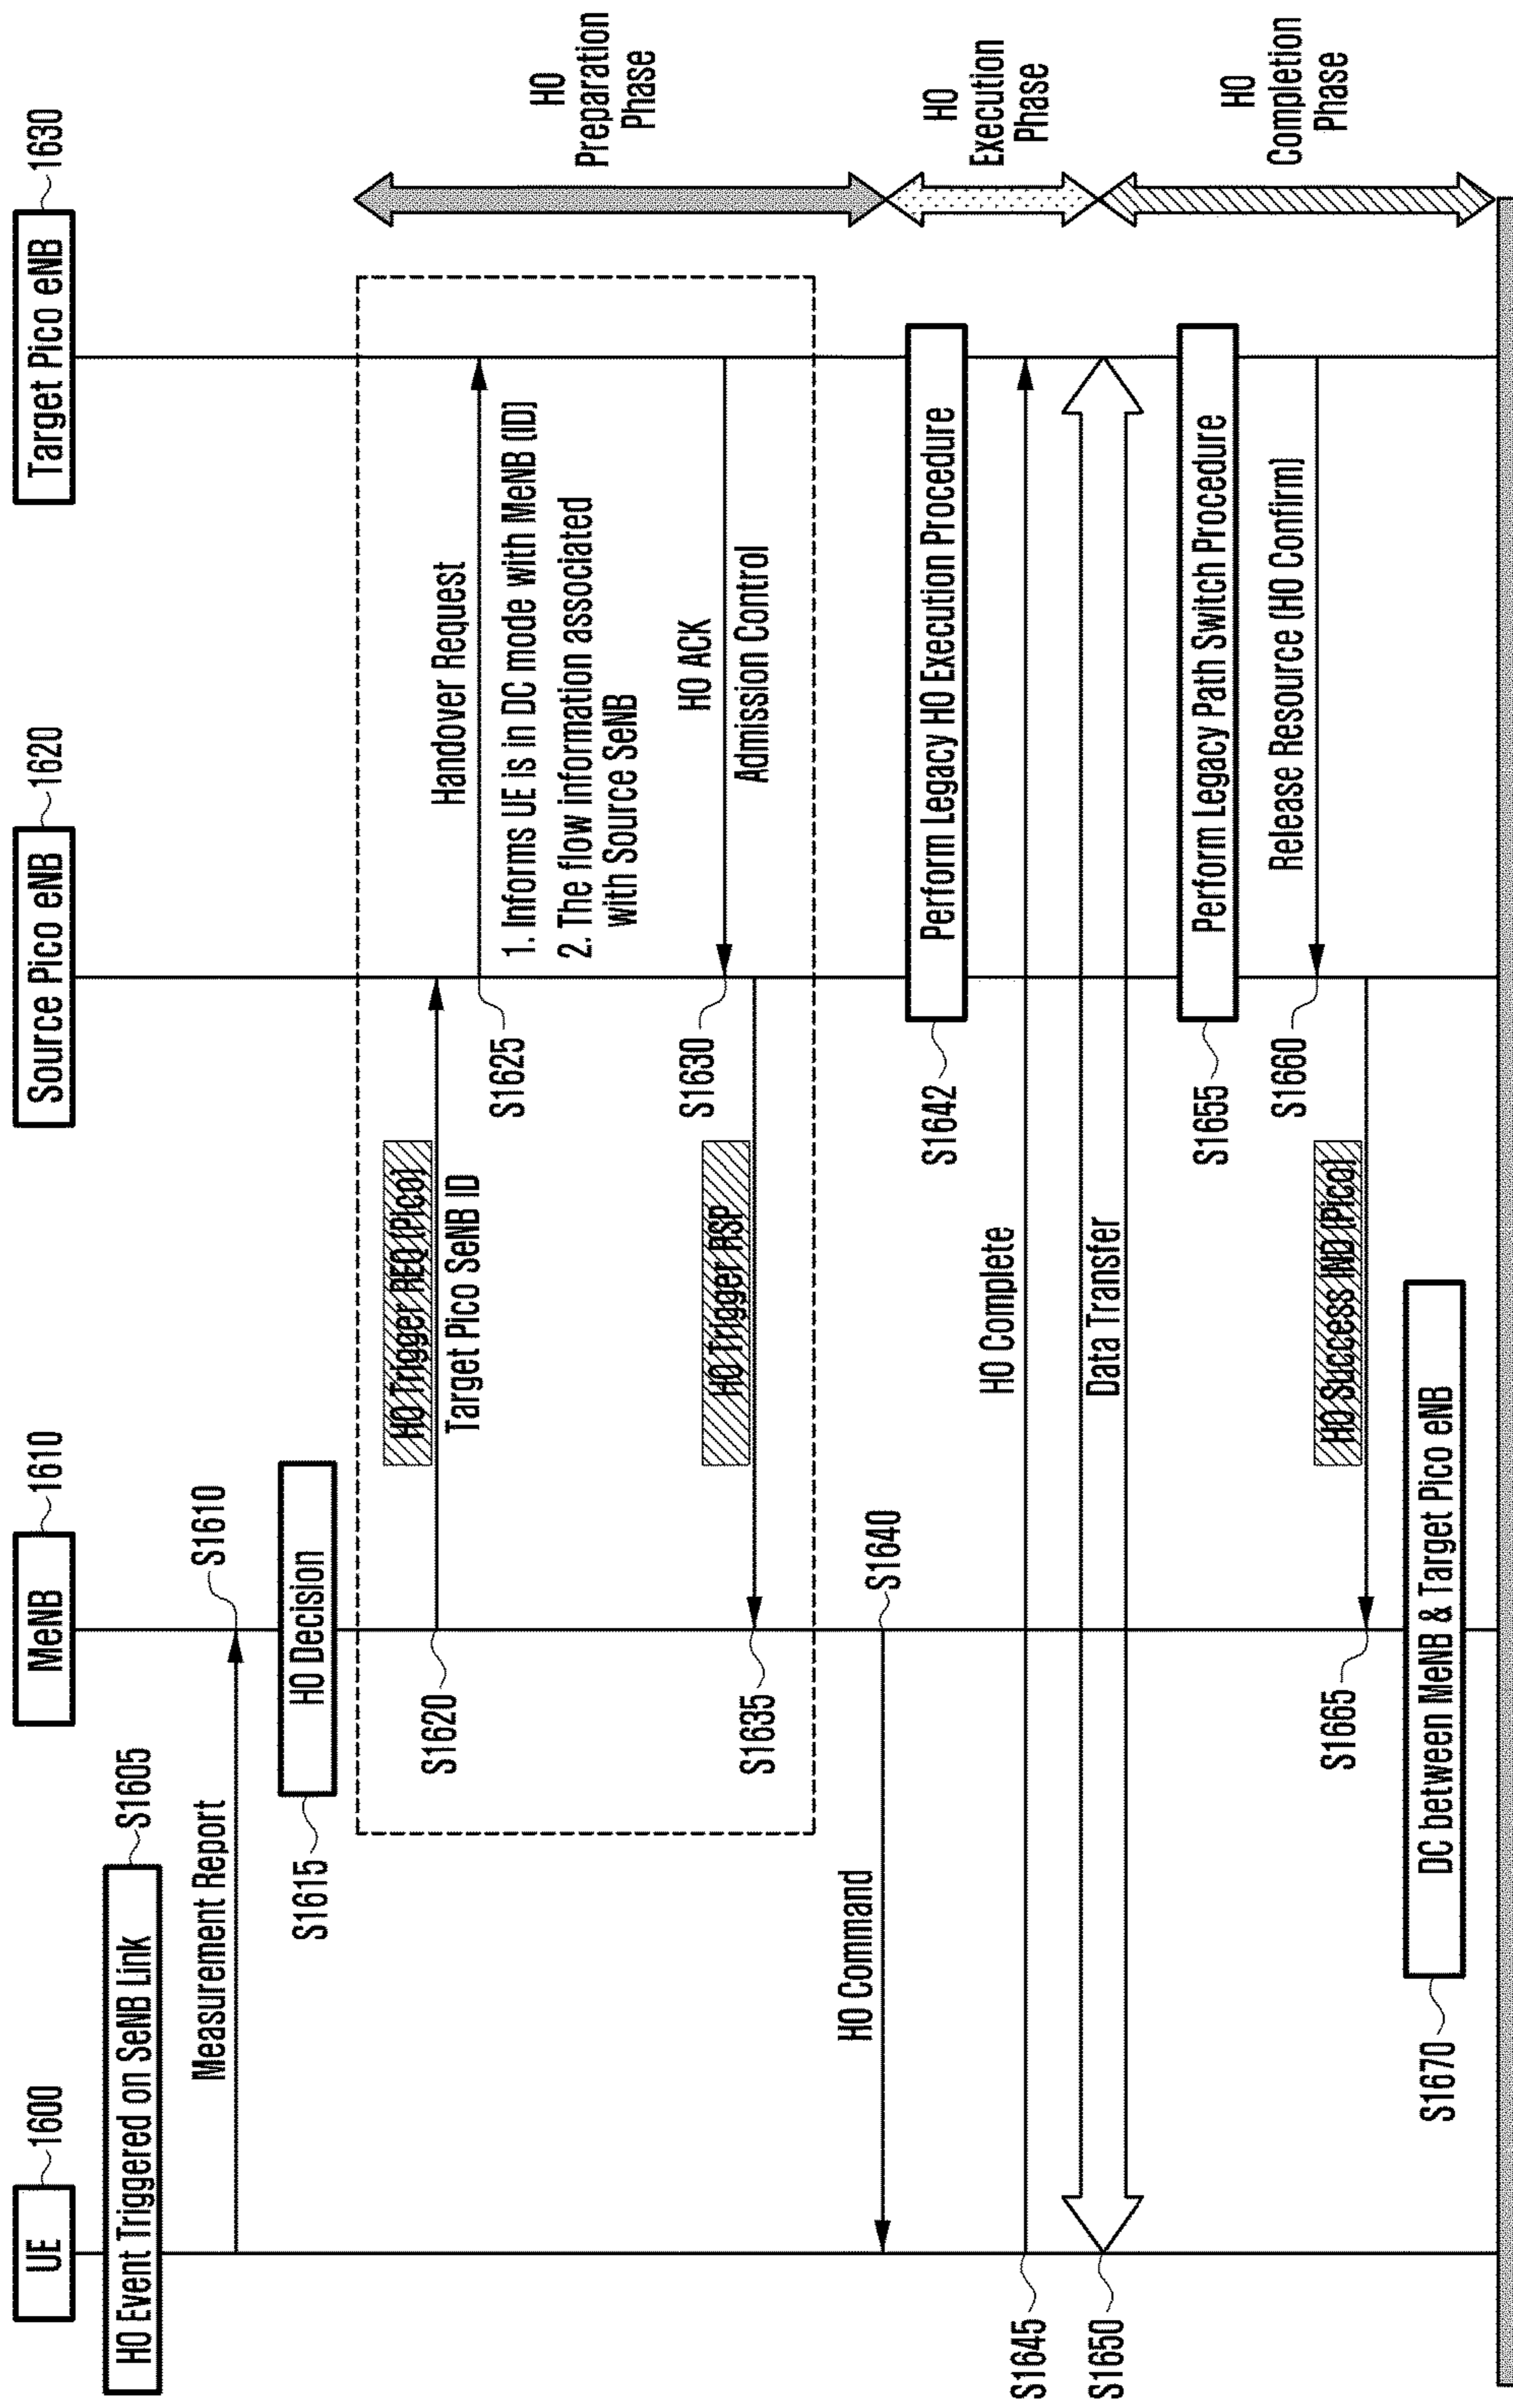 UE
1600
MeNB
1610
Source Pico eNB
1620
Target Pico eNB
1630
HO Event Triggered on SeNB Link
S1605
Measurement Report
S1610
HO Decision
S1615
HO Trigger REQ (Pico)
Target Pico SeNB ID
S1620
Handover Request
S1625
1. Informs UE is in DC mode with MeNB (ID)
2. The flow information associated
with Source SeNB
HO ACK
Admission Control
S1630
HO Trigger RSP
S1635
HO
Preparation
Phase
HO Command
S1640
Perform Legacy HO Execution Procedure
S1642
HO Complete
S1645
Data Transfer
S1650
HO
Execution
Phase
Perform Legacy Path Switch Procedure
S1655
Release Resource (HO Confirm)
S1660
HO Success IND (Pico)
S1665
DC between MeNB & Target Pico eNB
S1670
HO
Completion
Phase